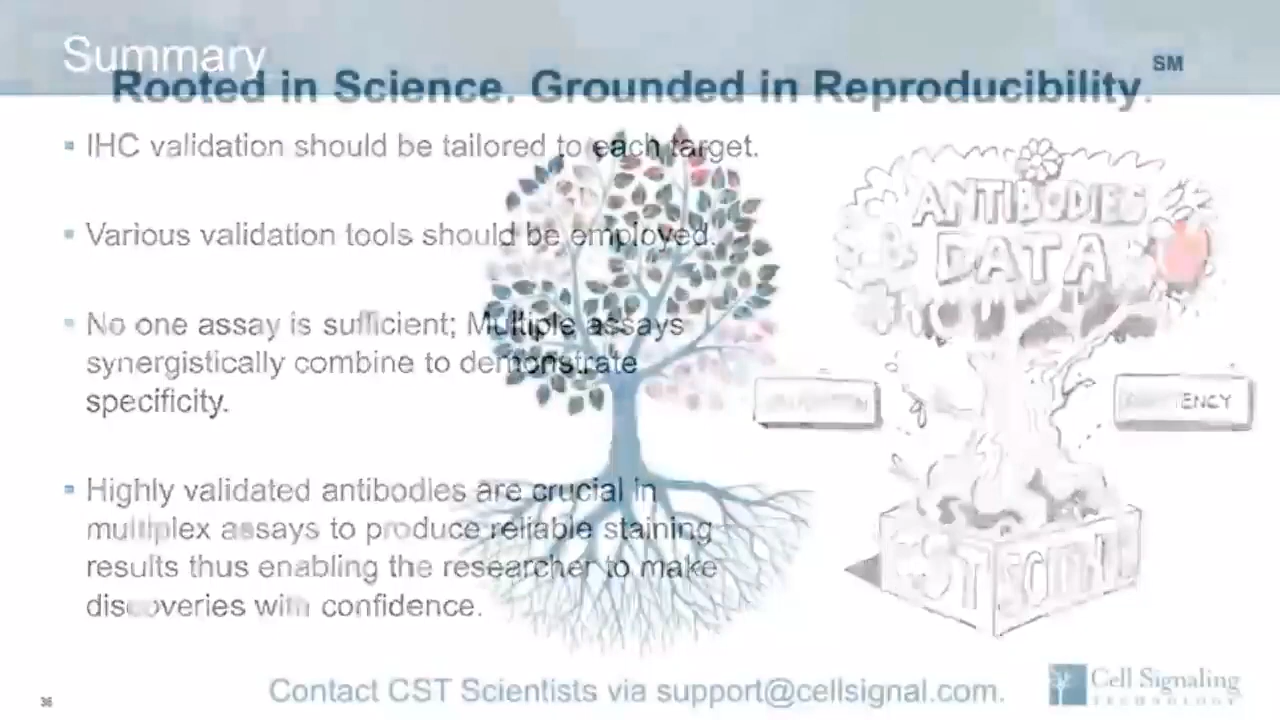 Summary
Rooted in Science. Grounded in Reproducibility. SM
▪ IHC validation should be tailored to each target.
▪ Various validation tools should be employed.
▪ No one assay is sufficient; Multiple assays
synergistically combine to demonstrate
specificity.
▪ Highly validated antibodies are crucial in
multiplex assays to produce reliable staining
results thus enabling the researcher to make
discoveries with confidence.
ANTIBODIES
DATA
CST
Contact CST Scientists via support@cellsignal.com.
Cell Signaling
TECHNOLOGY
36